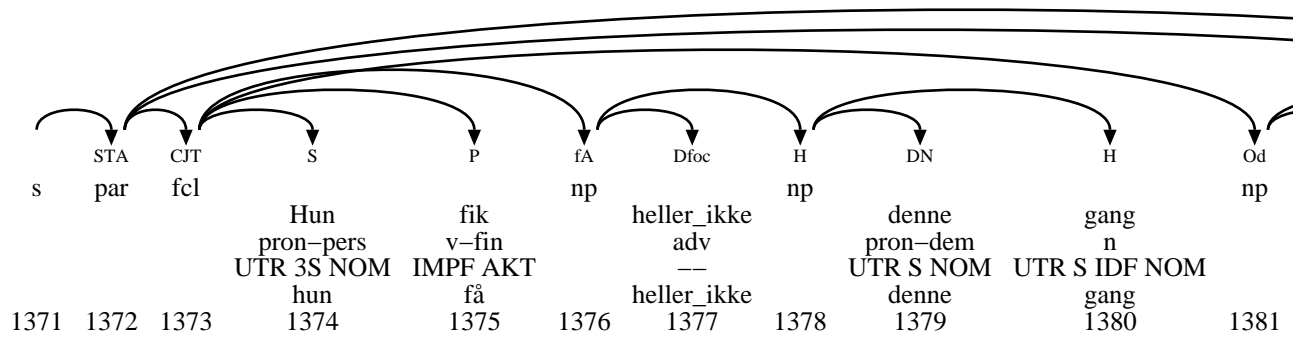 STA CJT S P fA Dfoc H DN H Od
s par fcl np np np
Hun fik heller_ikke denne gang
pron−pers v−fin adv pron−dem n
UTR 3S NOM IMPF AKT −− UTR S NOM UTR S IDF NOM
hun få heller_ikke denne gang
1371 1372 1373 1374 1375 1376 1377 1378 1379 1380 1381